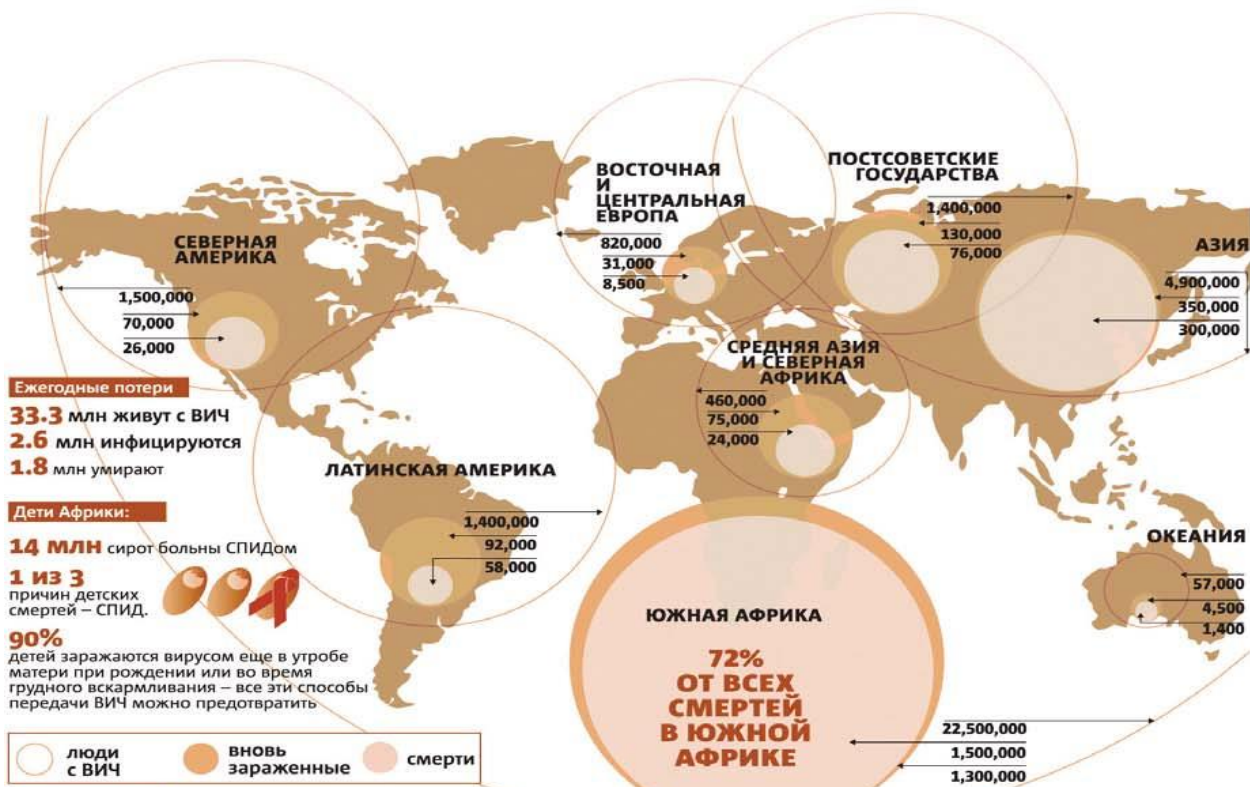 ВОСТОЧНАЯ
И
ЦЕНТРАЛЬНАЯ
ЕВРОПА
820,000
31,000
8,500
ПОСТСОВЕТСКИЕ
ГОСУДАРСТВА
1,400,000
130,000
76,000
АЗИЯ
4,900,000
350,000
300,000
СЕВЕРНАЯ
АМЕРИКА
1,500,000
70,000
26,000
СРЕДНЯЯ АЗИЯ
И СЕВЕРНАЯ
АФРИКА
460,000
75,000
24,000
Ежегодные потери
33.3 млн живут с ВИЧ
2.6 млн инфицируются
1.8 млн умирают
ЛАТИНСКАЯ АМЕРИКА
1,400,000
92,000
58,000
Дети Африки:
14 млн сирот больны СПИДом
1 из 3
причин детских
смертей – СПИД.
90%
детей заражаются вирусом еще в утробе
матери при рождении или во время
грудного вскармливания – все эти способы
передачи ВИЧ можно предотвратить
ОКЕАНИЯ
57,000
4,500
1,400
ЮЖНАЯ АФРИКА
72%
ОТ ВСЕХ
СМЕРТЕЙ
В ЮЖНОЙ
АФРИКЕ
22,500,000
1,500,000
1,300,000
люди
с ВИЧ
вновь
зараженные
смерти